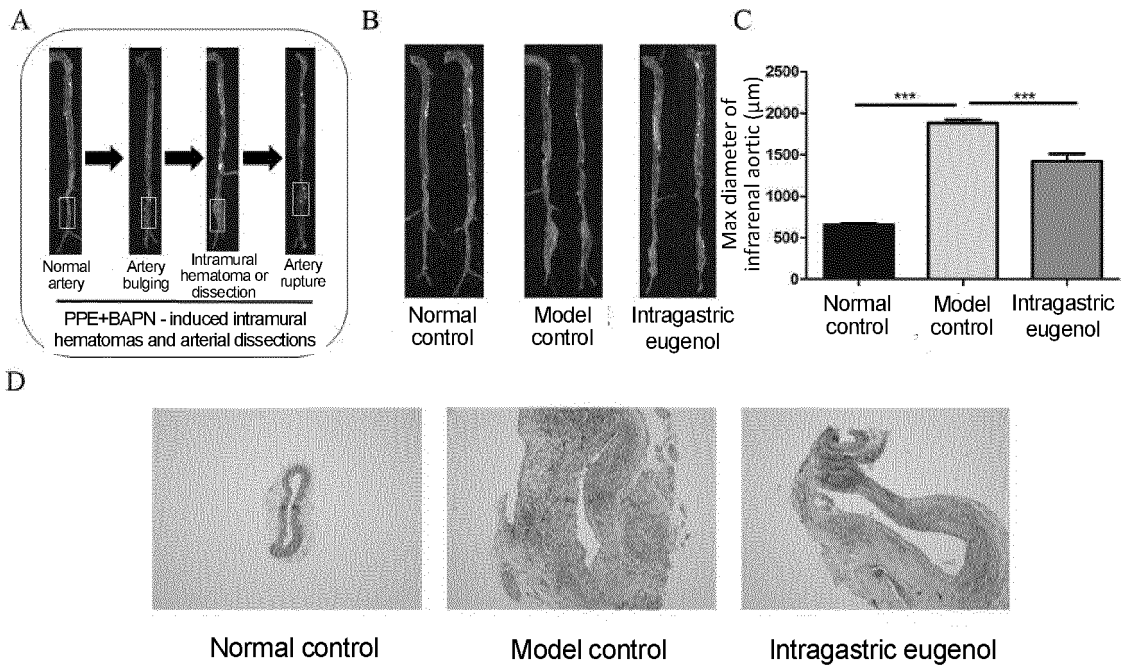 A
Normal
artery
Artery
bulging
Intramural
hematoma or
dissection
Artery
rupture
PPE+BAPN - induced intramural
hematomas and arterial dissections
B
Normal
control
Model
control
Intragastric
eugenol
C
Max diameter of
infrarenal aortic (μm)
2500
2000
1500
1000
500
0
***
***
Normal
control
Model
control
Intragastric
eugenol
D
Normal control
Model control
Intragastric eugenol